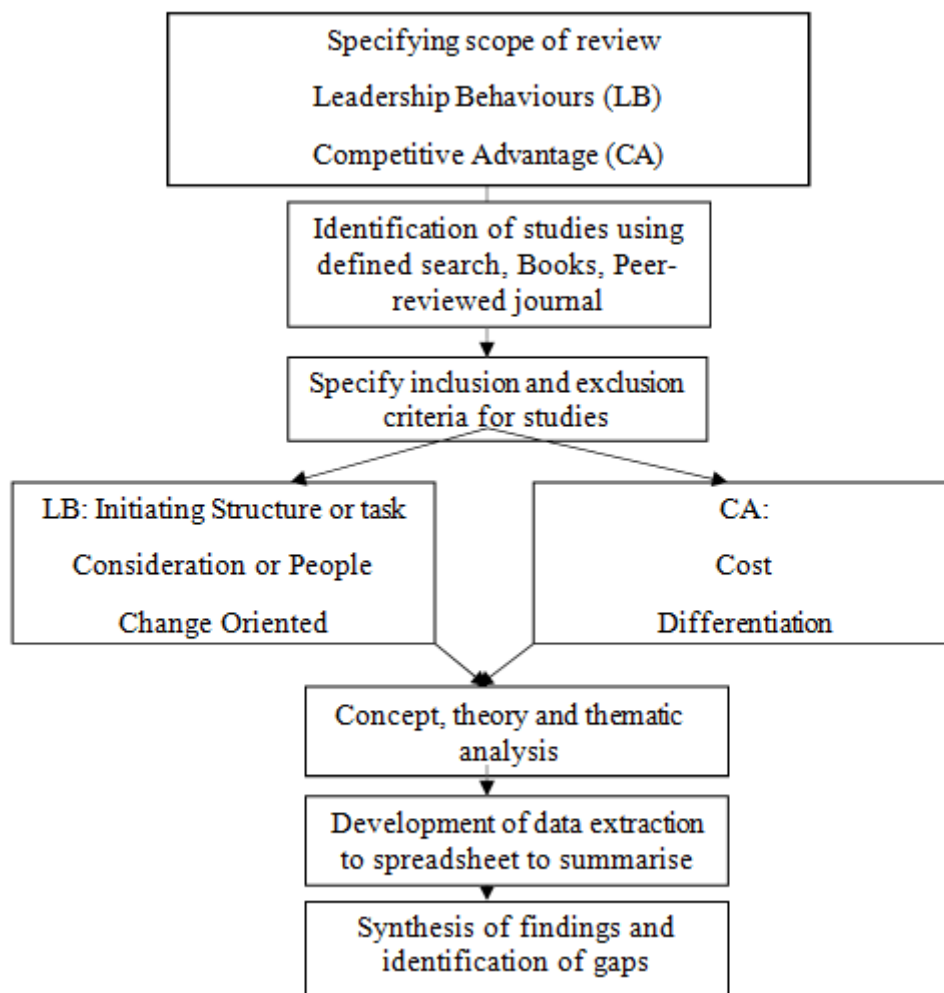 Specifying scope of review
Leadership Behaviours (LB)
Competitive Advantage (CA)
Identification of studies using
defined search, Books, Peer-
reviewed journal
Specify inclusion and exclusion
criteria for studies
LB: Initiating Structure or task
Consideration or People
Change Oriented
CA:
Cost
Differentiation
Concept, theory and thematic
analysis
Development of data extraction
to spreadsheet to summarise
Synthesis of findings and
identification of gaps